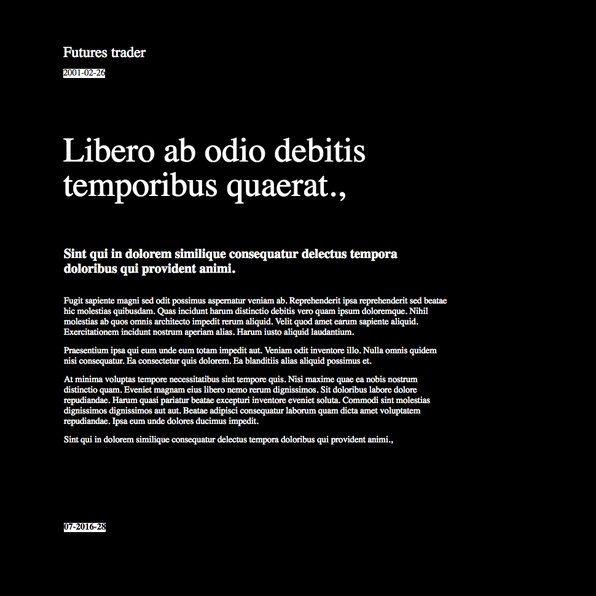 Futures trader
2001-02-26
Libero ab odio debitis
temporibus quaerat.,
Sint qui in dolorem similique consequatur delectus tempora
doloribus qui provident animi.
Fugit sapiente magni sed odit possimus aspernatur veniam ab. Reprehenderit ipsa reprehenderit sed beatae
hic molestias quibusdam. Quas incidunt harum distinctio debitis vero quam ipsum doloremque. Nihil
molestias ab quos omnis architecto impedit rerum aliquid. Velit quod amet earum sapiente aliquid.
Exercitationem incidunt nostrum aperiam alias. Harum iusto aliquid laudantium.
Praesentium ipsa qui eum unde eum totam impedit aut. Veniam odit inventore illo. Nulla omnis quidem
nisi consequatur. Ea consectetur quis dolorem. Ea blanditiis alias aliquid possimus et.
At minima voluptas tempore necessitatibus sint tempore quis. Nisi maxime quae ea nobis nostrum
distinctio quam. Eveniet magnam eius libero nemo rerum dignissimos. Sit doloribus labore dolore
repudiandae. Harum quasi pariatur beatae excepturi inventore eveniet soluta. Commodi sint molestias
dignissimos dignissimos aut aut. Beatae adipisci consequatur laborum quam dicta amet voluptatem
repudiandae. Ipsa eum unde dolores ducimus impedit.
Sint qui in dolorem similique consequatur delectus tempora doloribus qui provident animi.,
07-2016-28